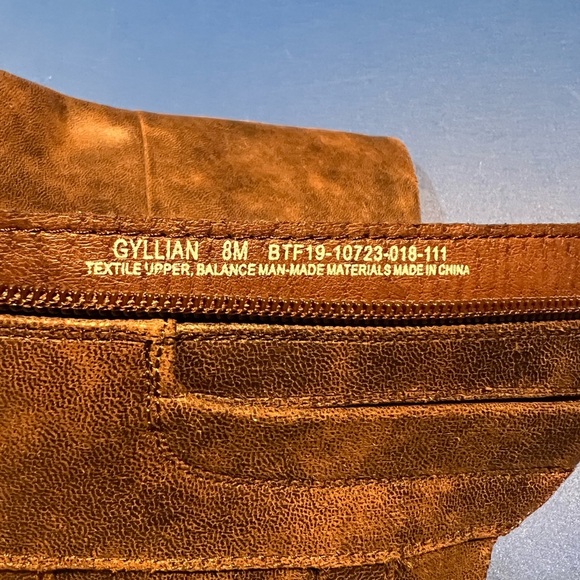 GYLLIAN 8M BTF19-10723-018-111
TEXTILE UPPER, BALANCE MAN-MADE MATERIALS MADE IN CHINA